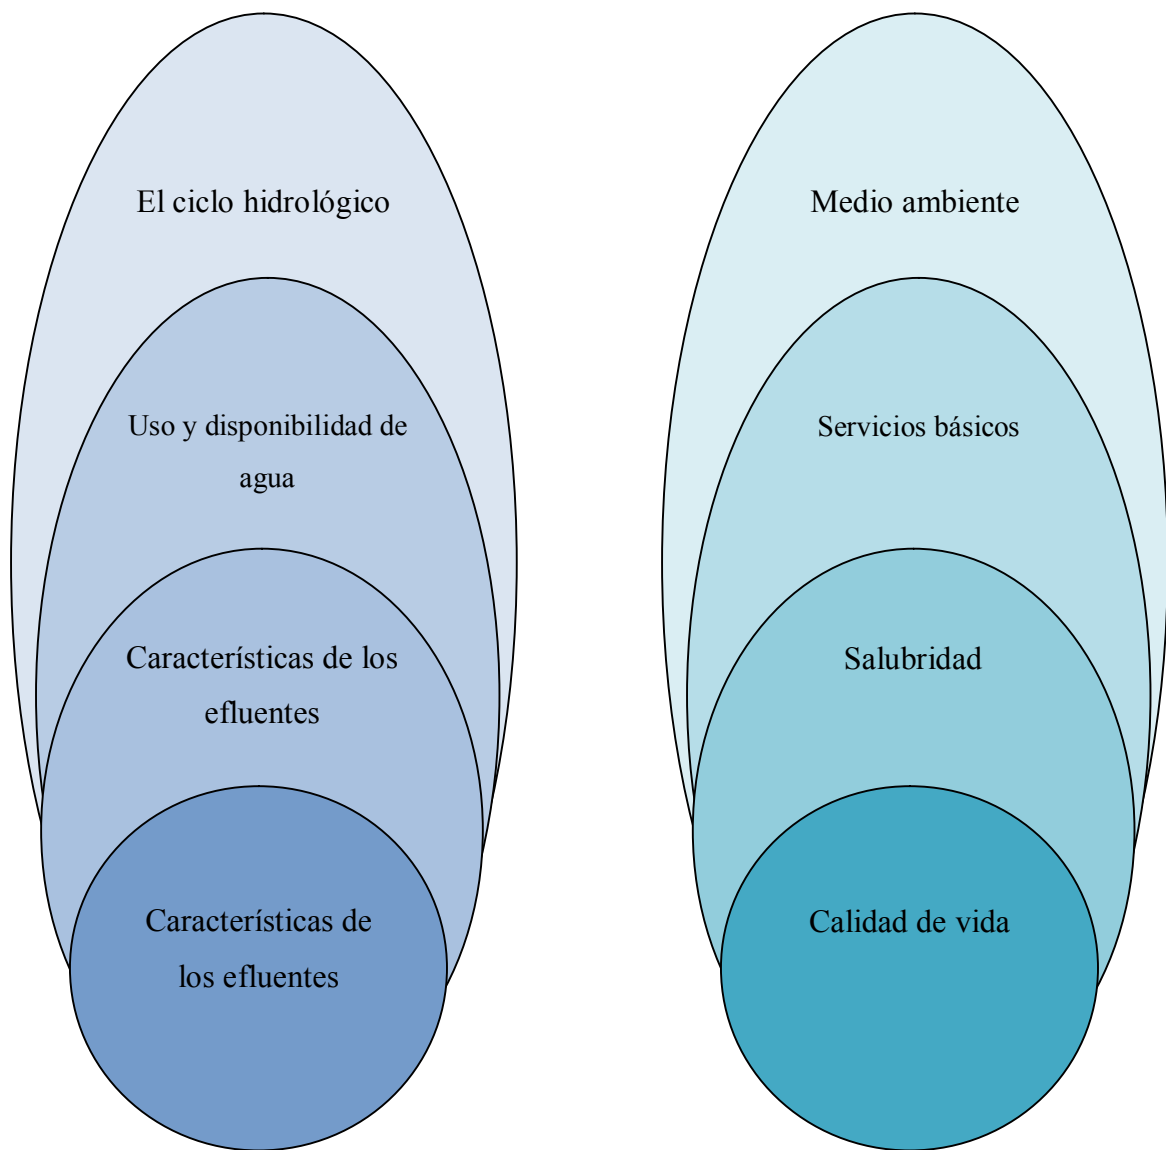 El ciclo hidrológico
Uso y disponibilidad de
agua
Características de los
efluentes
Características de
los efluentes
Medio ambiente
Servicios básicos
Salubridad
Calidad de vida